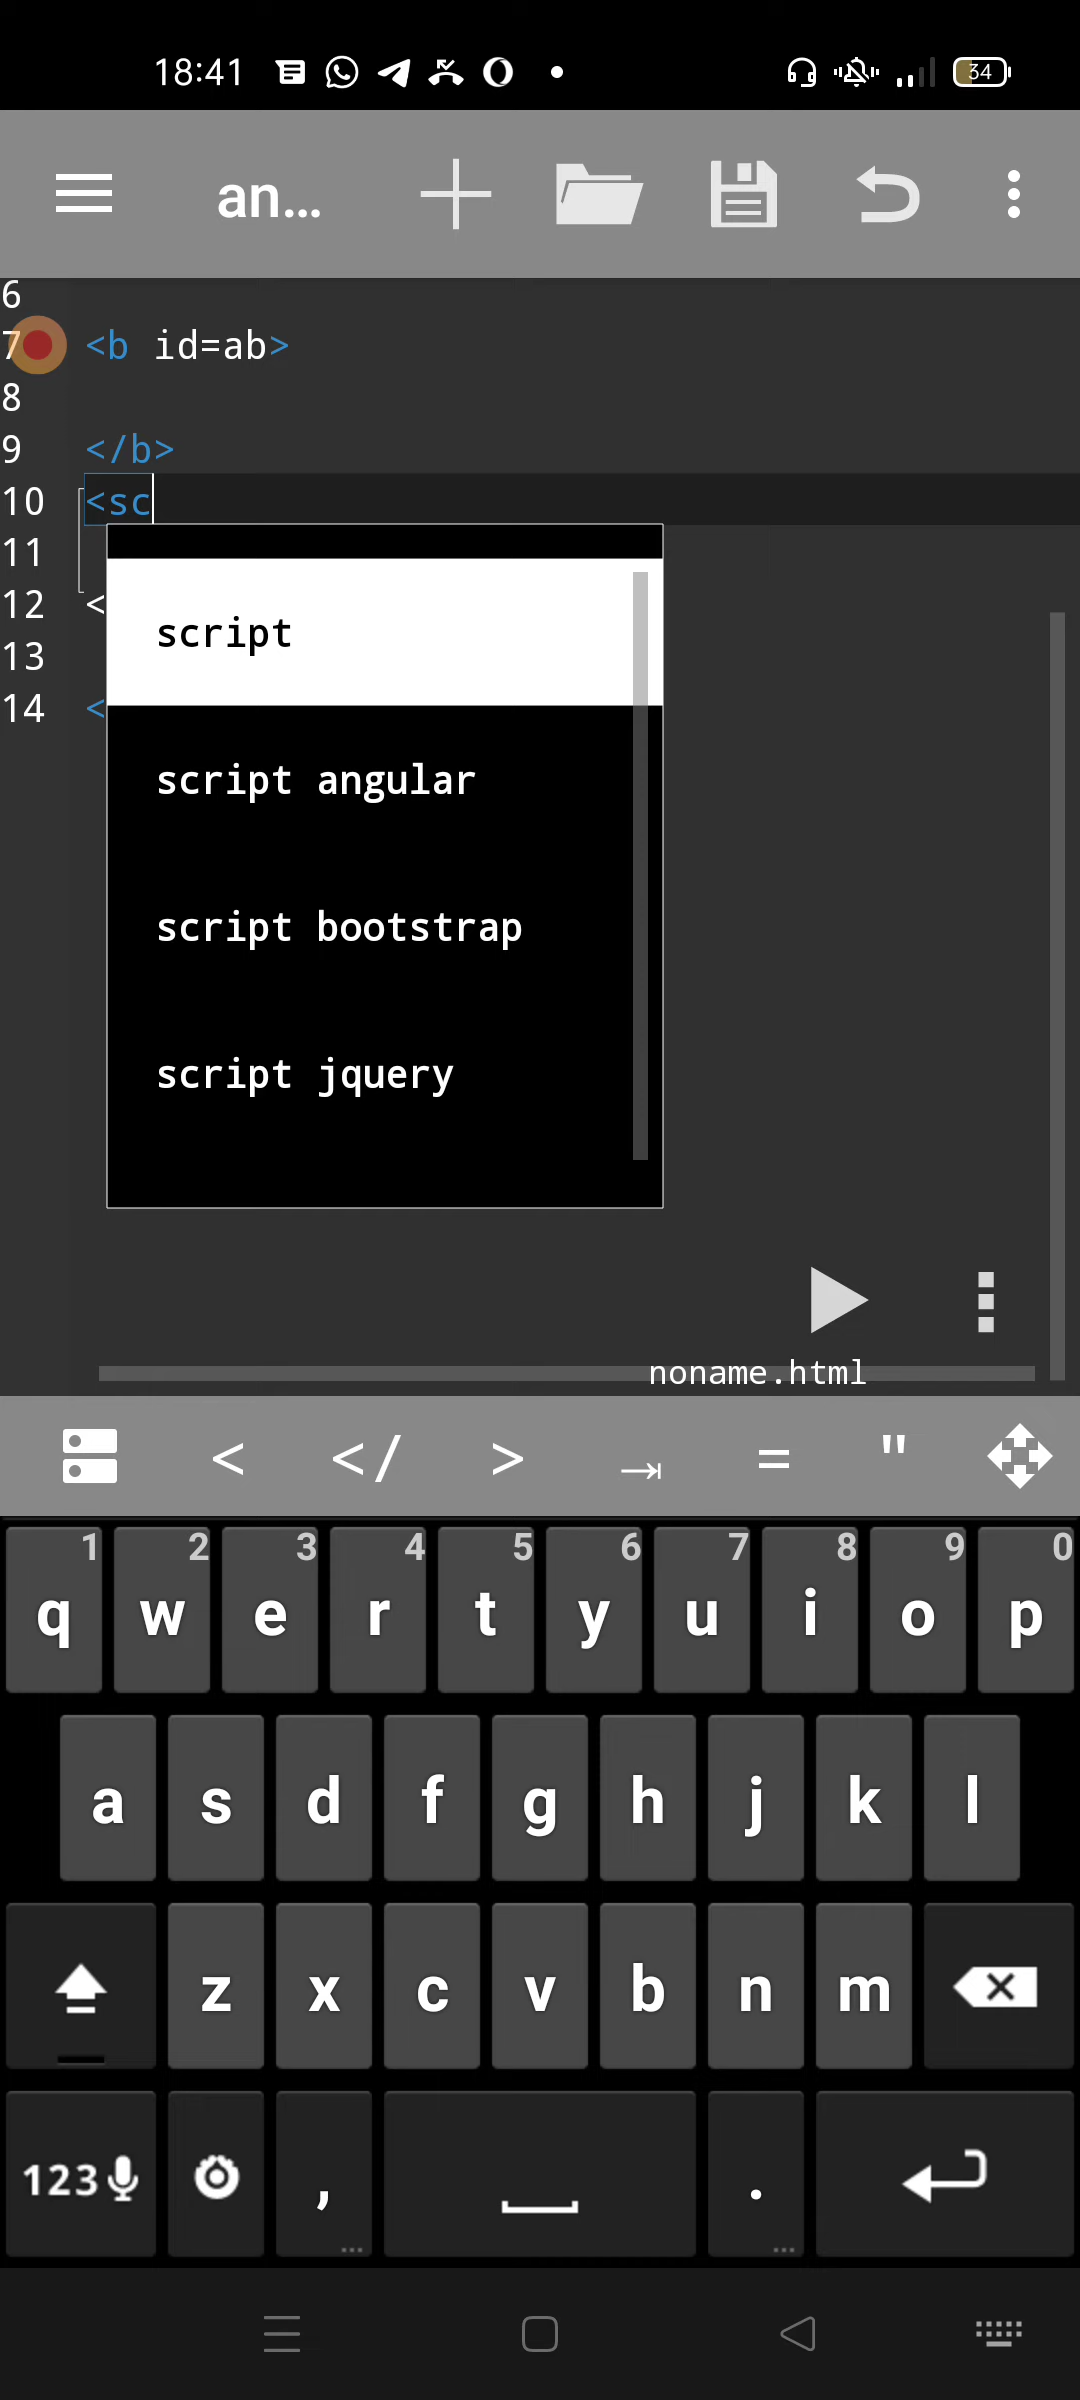 18:41
34
an...
6
7 <b id=ab>
8
9 </b>
10 <sc
11
12 <
13
14 <
script
script angular
script bootstrap
script jquery
noname.html
< </ > →| = "
1 2 3 4 5 6 7 8 9 0
q w e r t y u i o p
a s d f g h j k l
z x c v b n m
123 , .
... ...